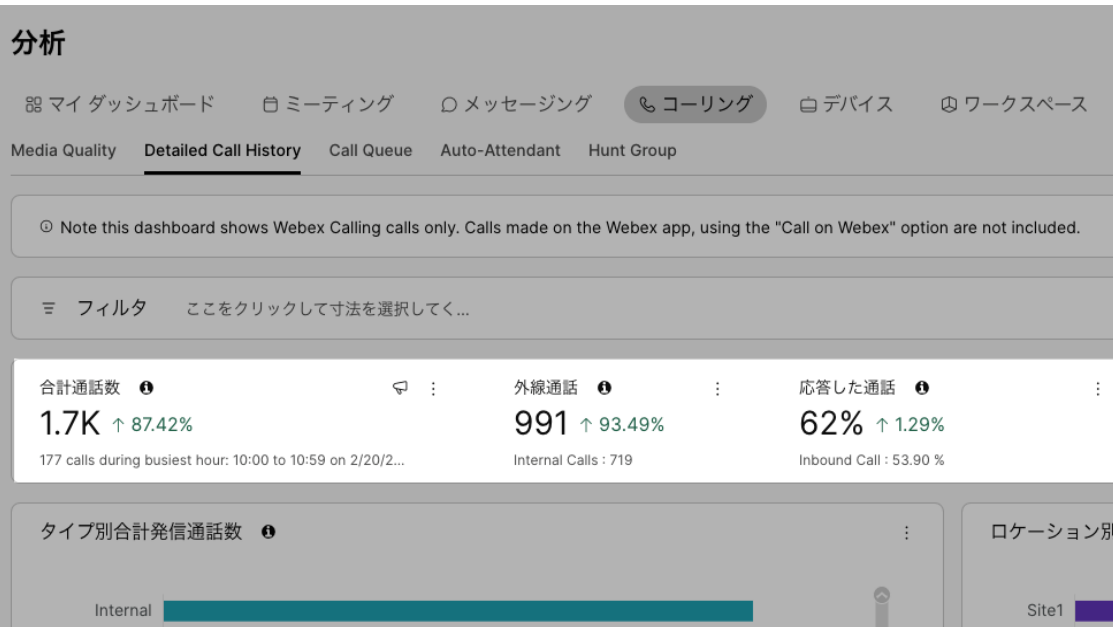 分析
マイ ダッシュボード ミーティング メッセージング コーリング デバイス ワークスペース
Media Quality Detailed Call History Call Queue Auto-Attendant Hunt Group
Note this dashboard shows Webex Calling calls only. Calls made on the Webex app, using the "Call on Webex" option are not included.
フィルタ ここをクリックして寸法を選択してく...
合計通話数 外線通話 応答した通話
1.7K ↑ 87.42% 991 ↑ 93.49% 62% ↑ 1.29%
177 calls during busiest hour: 10:00 to 10:59 on 2/20/2... Internal Calls : 719 Inbound Call : 53.90 %
タイプ別合計発信通話数 ロケーション別
Internal Site1